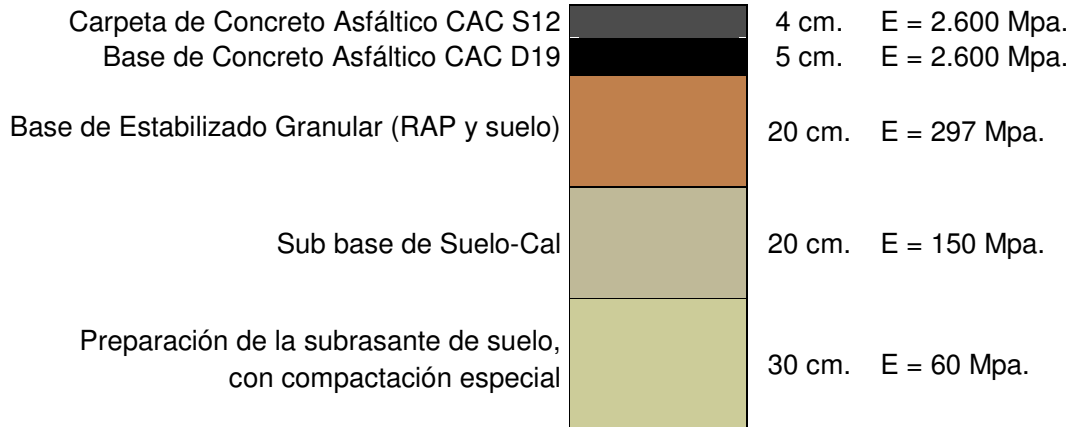 Carpeta de Concreto Asfáltico CAC S12 4 cm. E = 2.600 Mpa.
Base de Concreto Asfáltico CAC D19 5 cm. E = 2.600 Mpa.
Base de Estabilizado Granular (RAP y suelo) 20 cm. E = 297 Mpa.
Sub base de Suelo-Cal 20 cm. E = 150 Mpa.
Preparación de la subrasante de suelo,
con compactación especial 30 cm. E = 60 Mpa.